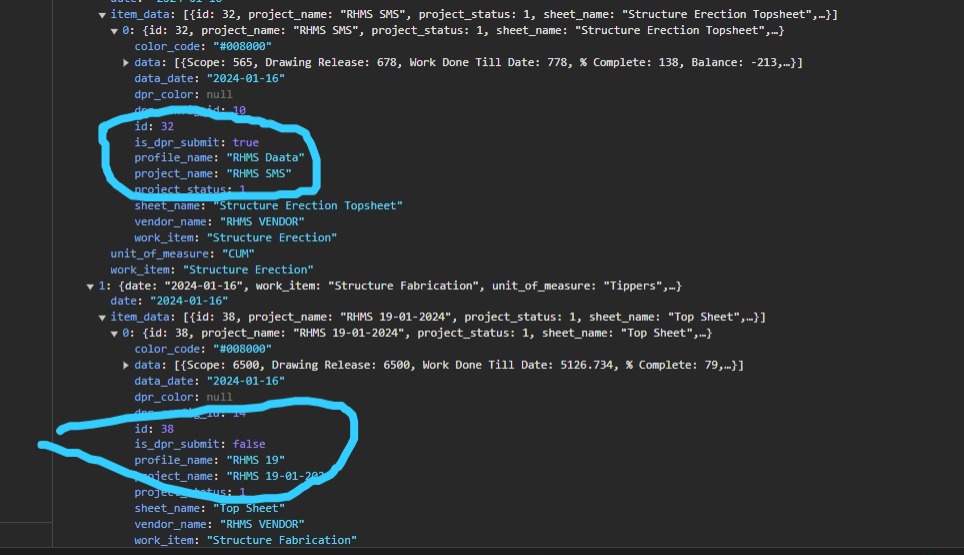 date: "2024-01-16"
item_data: [{id: 32, project_name: "RHMS SMS", project_status: 1, sheet_name: "Structure Erection Topsheet",…}
0: {id: 32, project_name: "RHMS SMS", project_status: 1, sheet_name: "Structure Erection Topsheet",…}
color_code: "#008000"
data: [{Scope: 565, Drawing Release: 678, Work Done Till Date: 778, % Complete: 138, Balance: -213,…}]
data_date: "2024-01-16"
dpr_color: null
dpr_config_id: 10
id: 32
is_dpr_submit: true
profile_name: "RHMS Daata"
project_name: "RHMS SMS"
project_status: 1
sheet_name: "Structure Erection Topsheet"
vendor_name: "RHMS VENDOR"
work_item: "Structure Erection"
unit_of_measure: "CUM"
work_item: "Structure Erection"
1: {date: "2024-01-16", work_item: "Structure Fabrication", unit_of_measure: "Tippers",…}
date: "2024-01-16"
item_data: [{id: 38, project_name: "RHMS 19-01-2024", project_status: 1, sheet_name: "Top Sheet",…}]
0: {id: 38, project_name: "RHMS 19-01-2024", project_status: 1, sheet_name: "Top Sheet",…}
color_code: "#008000"
data: [{Scope: 6500, Drawing Release: 6500, Work Done Till Date: 5126.734, % Complete: 79,…}]
data_date: "2024-01-16"
dpr_color: null
dpr_config_id: 14
id: 38
is_dpr_submit: false
profile_name: "RHMS 19"
project_name: "RHMS 19-01-2024"
project_status: 1
sheet_name: "Top Sheet"
vendor_name: "RHMS VENDOR"
work_item: "Structure Fabrication"